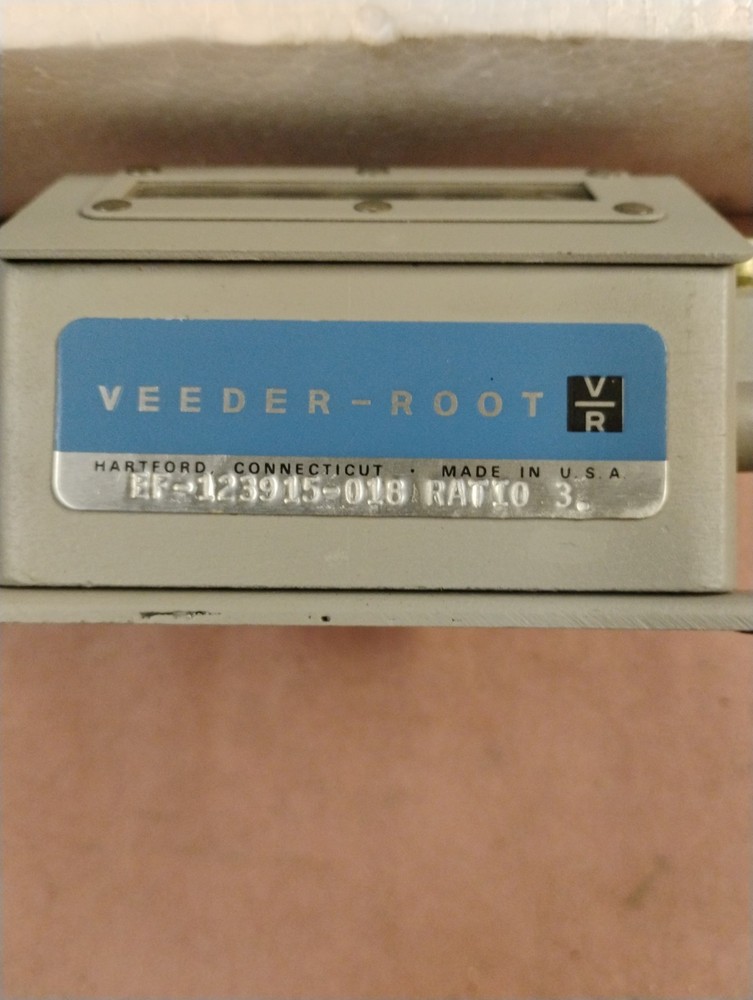 VEEDER-ROOT V/R
HARTFORD, CONNECTICUT · MADE IN U.S.A.
EF-123915-018 RATIO 3.